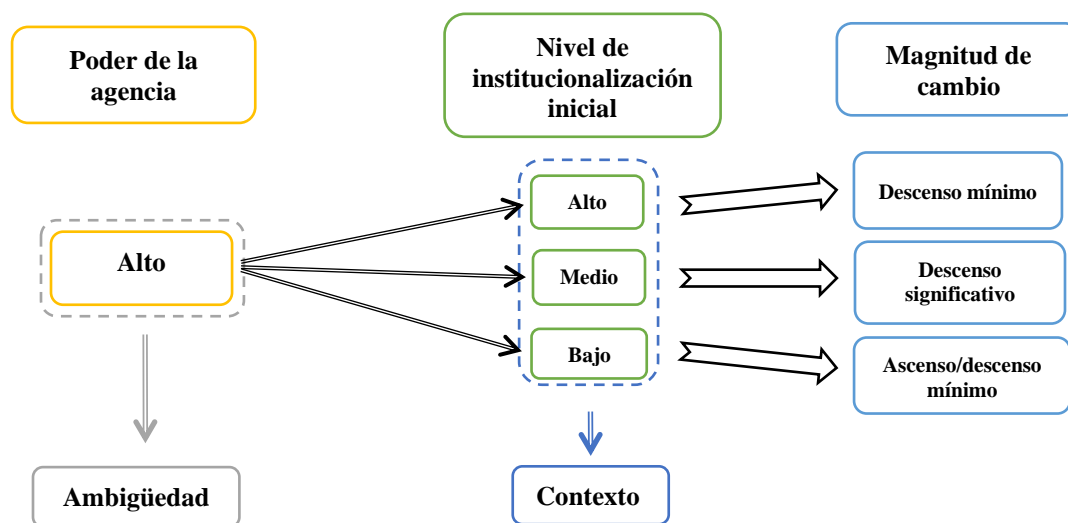 Poder de la
agencia
Nivel de
institucionalización
inicial
Magnitud de
cambio
Alto
Alto
Medio
Bajo
Descenso mínimo
Descenso
significativo
Ascenso/descenso
mínimo
Ambigüedad
Contexto